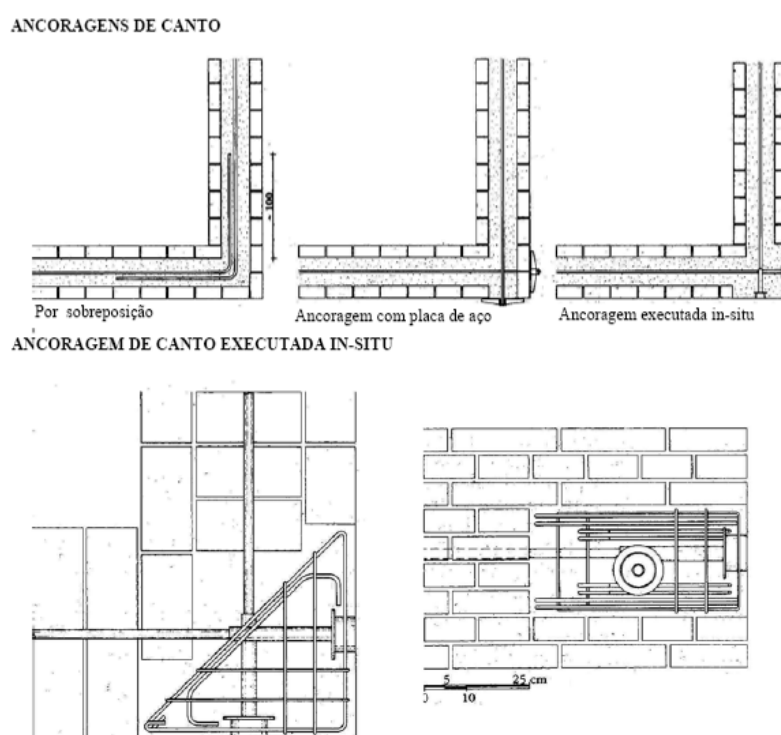 ANCORAGENS DE CANTO
~ 100
Por sobreposição
Ancoragem com placa de aço
Ancoragem executada in-situ
ANCORAGEM DE CANTO EXECUTADA IN-SITU
5 25 cm
0 10